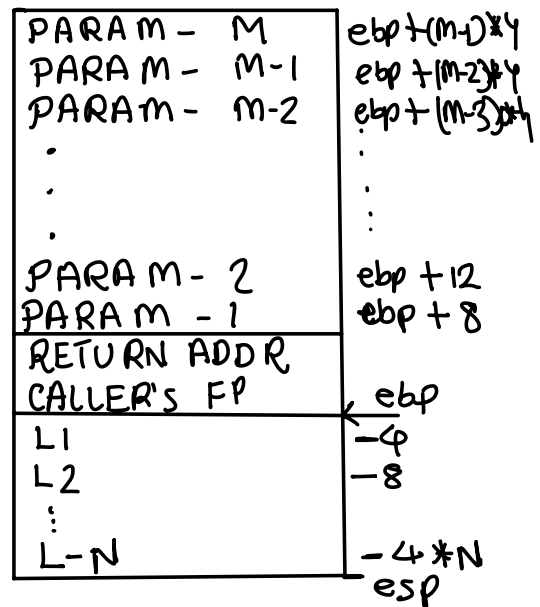 PARAM - M ebp+(M-1)*4
PARAM - M-1 ebp+(M-2)*4
PARAM - M-2 ebp+(M-3)*4
PARAM - 2 ebp+12
PARAM - 1 ebp+8
RETURN ADDR
CALLER'S FP ebp
L1 -4
L2 -8
L-N -4*N
esp